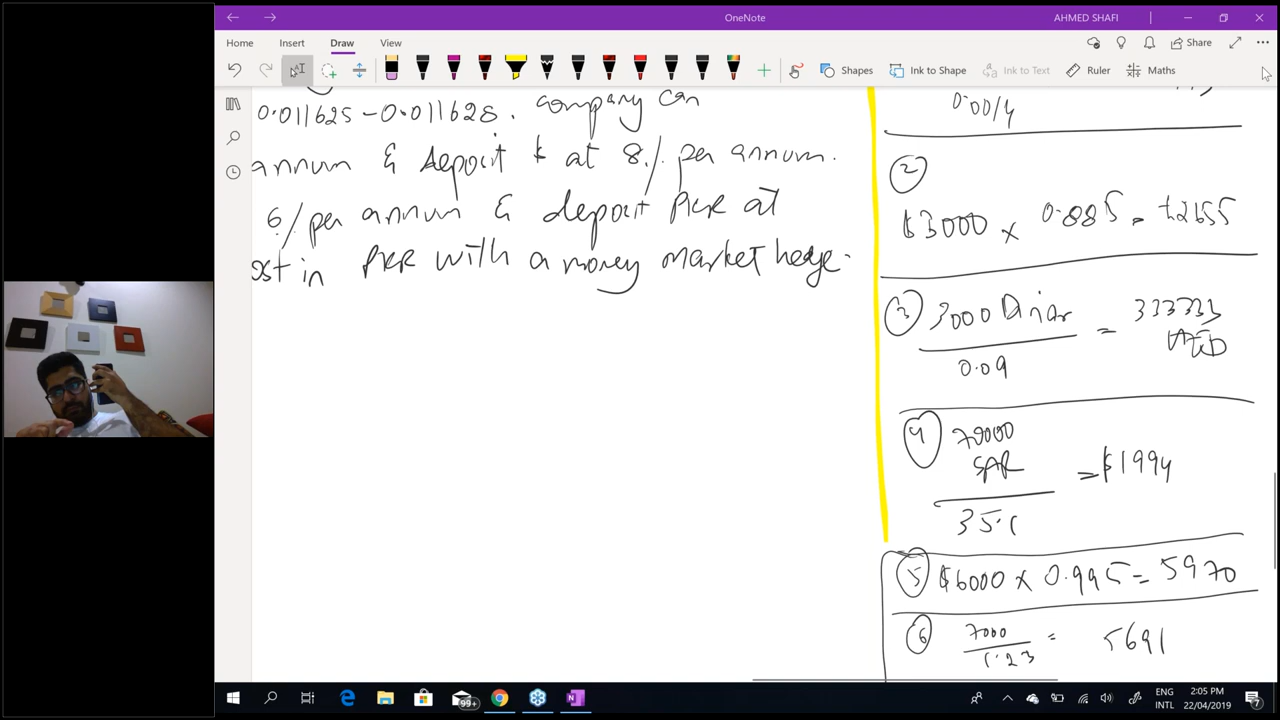 OneNote
AHMED SHAFI
Home Insert Draw View
Share
Shapes Ink to Shape Ink to Text Ruler Maths
0.011625 - 0.011628. company can
annum & deposit $ at 8% per annum.
6% per annum & deposit PKR at
ost in PKR with a money market hedge.
0.0014
2
$3000 x 0.885 = £2655
3
3000 Dinar
0.09
= 33333
AED
4
70000
SAR
35.1
= $1994
5 $6000 x 0.995 = 5970
6
7000
1.23
= 5691
99+
ENG
INTL
2:05 PM
22/04/2019
7